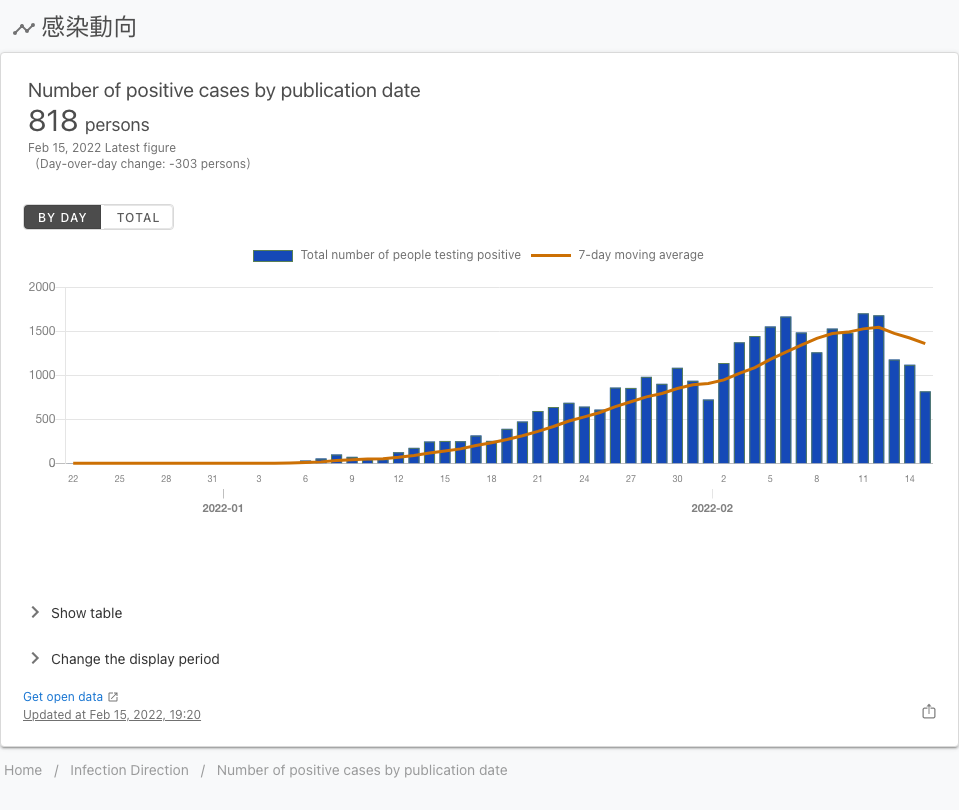 感染動向
Number of positive cases by publication date
818 persons
Feb 15, 2022 Latest figure
(Day-over-day change: -303 persons)
BY DAY TOTAL
Total number of people testing positive 7-day moving average
2000
1500
1000
500
0
22 25 28 31 3 6 9 12 15 18 21 24 27 30 2 5 8 11 14
2022-01 2022-02
Show table
Change the display period
Get open data
Updated at Feb 15, 2022, 19:20
Home / Infection Direction / Number of positive cases by publication date